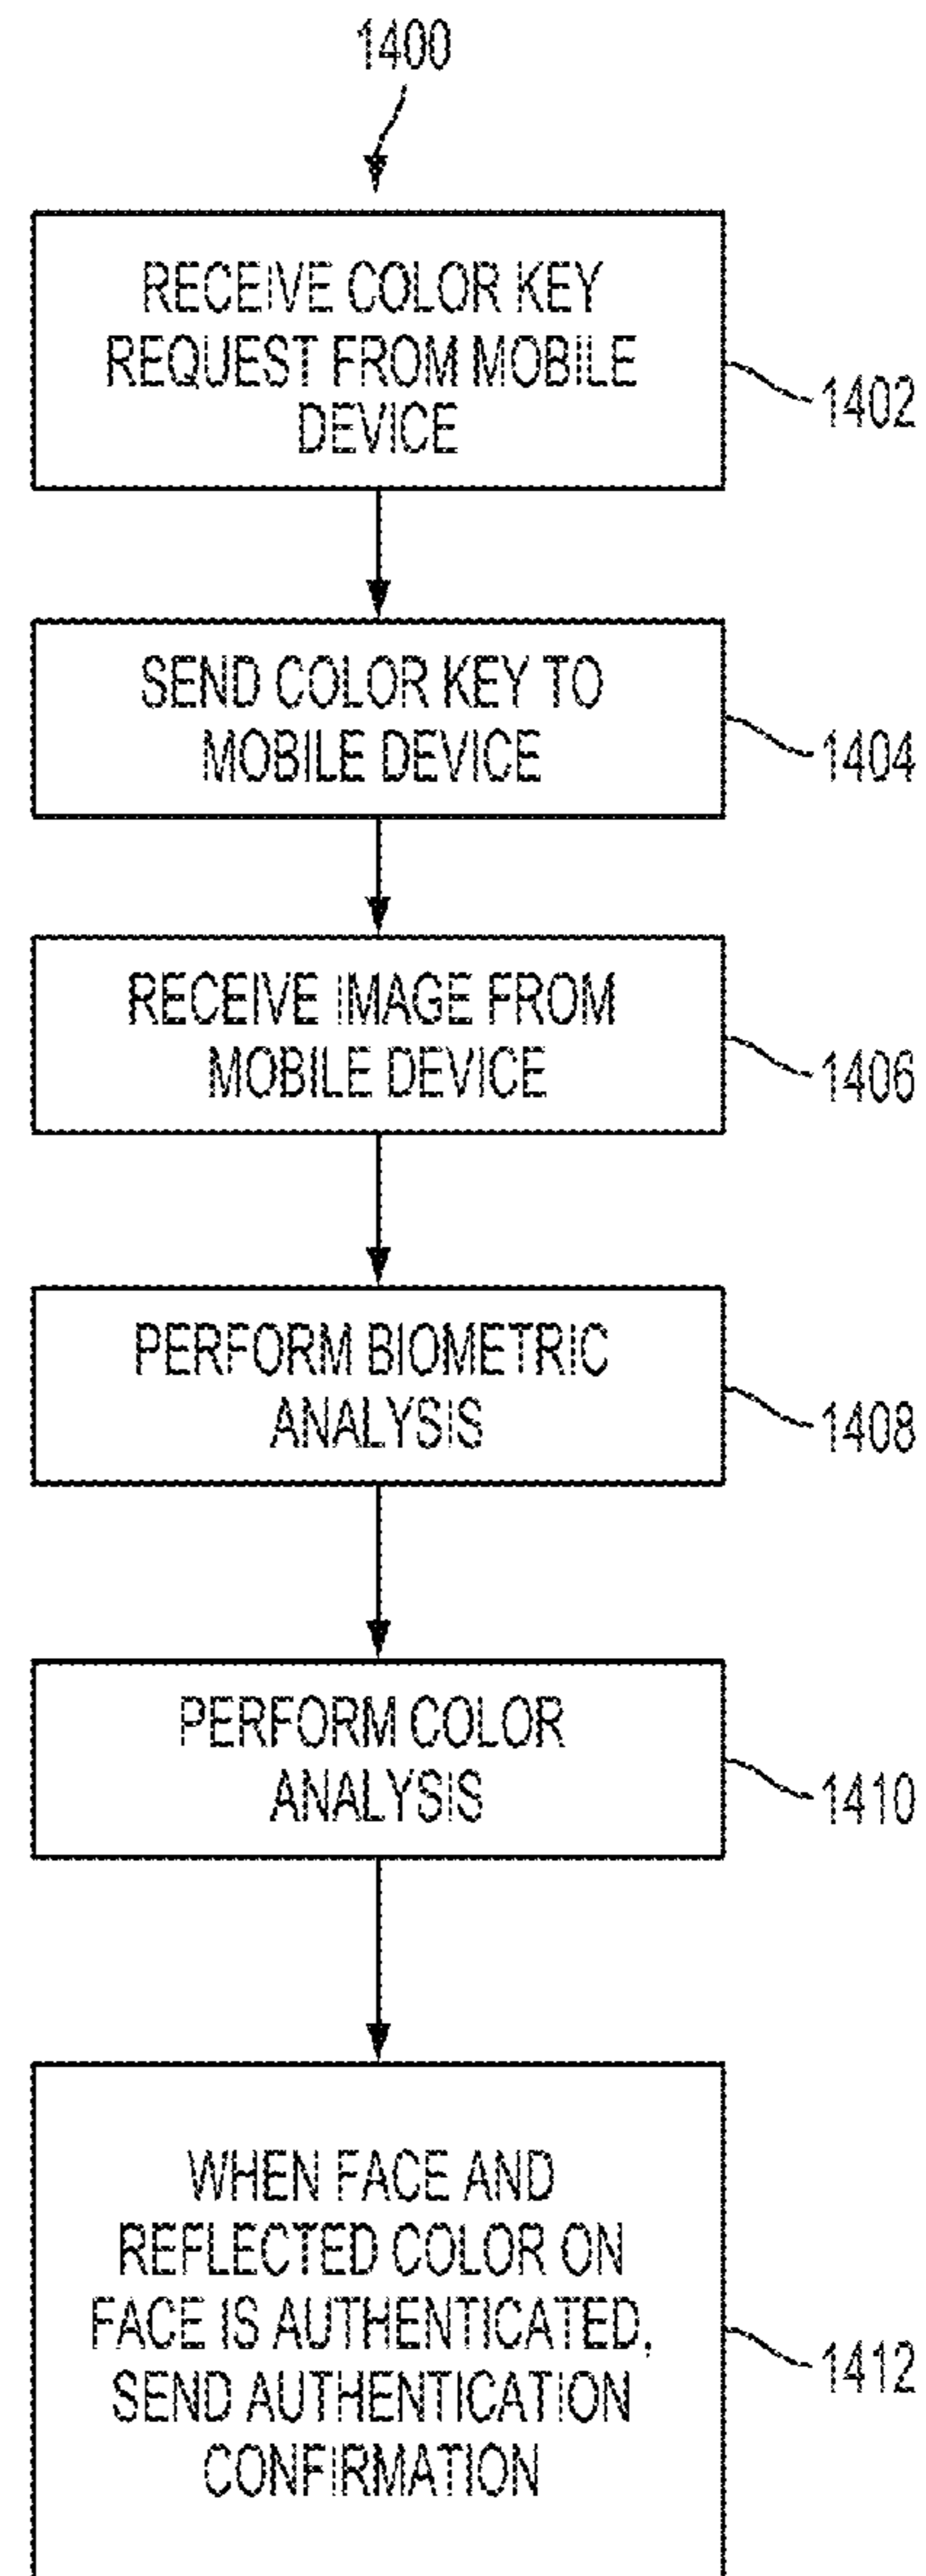 1400
RECEIVE COLOR KEY
REQUEST FROM MOBILE
DEVICE
1402
SEND COLOR KEY TO
MOBILE DEVICE
1404
RECEIVE IMAGE FROM
MOBILE DEVICE
1406
PERFORM BIOMETRIC
ANALYSIS
1408
PERFORM COLOR
ANALYSIS
1410
WHEN FACE AND
REFLECTED COLOR ON
FACE IS AUTHENTICATED,
SEND AUTHENTICATION
CONFIRMATION
1412